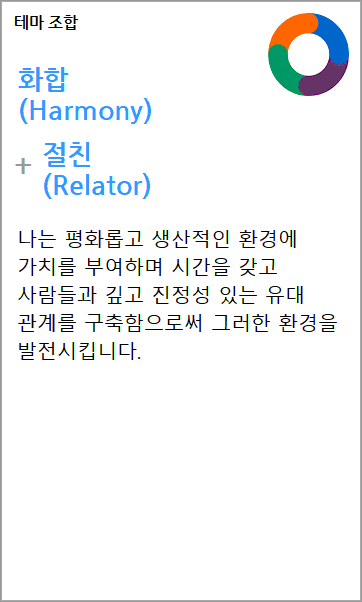 테마 조합
화합
(Harmony)
+ 절친
(Relator)
나는 평화롭고 생산적인 환경에
가치를 부여하며 시간을 갖고
사람들과 깊고 진정성 있는 유대
관계를 구축함으로써 그러한 환경을
발전시킵니다.